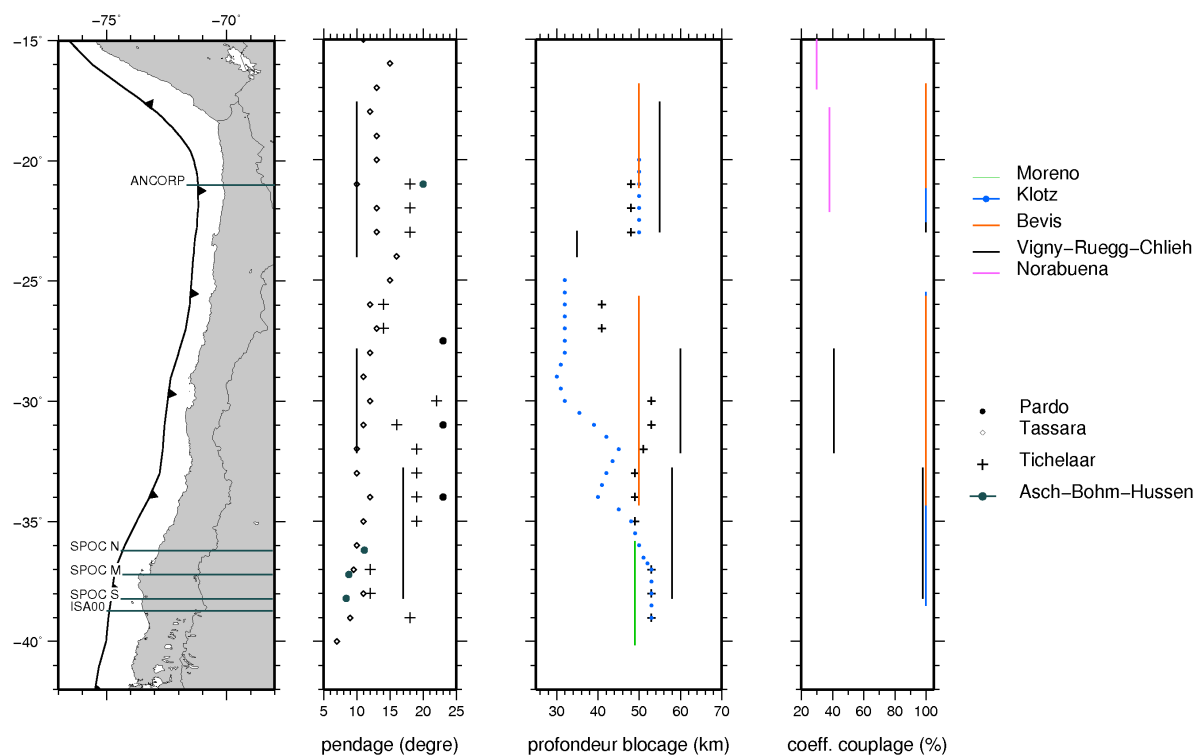 −75° −70°
−15°
−20°
−25°
−30°
−35°
−40°
ANCORP
SPOC N
SPOC M
SPOC S
ISA00
5 10 15 20 25
pendage (degre)
30 40 50 60 70
profondeur blocage (km)
20 40 60 80 100
coeff. couplage (%)
Moreno
Klotz
Bevis
Vigny−Ruegg−Chlieh
Norabuena
Pardo
Tassara
Tichelaar
Asch−Bohm−Hussen